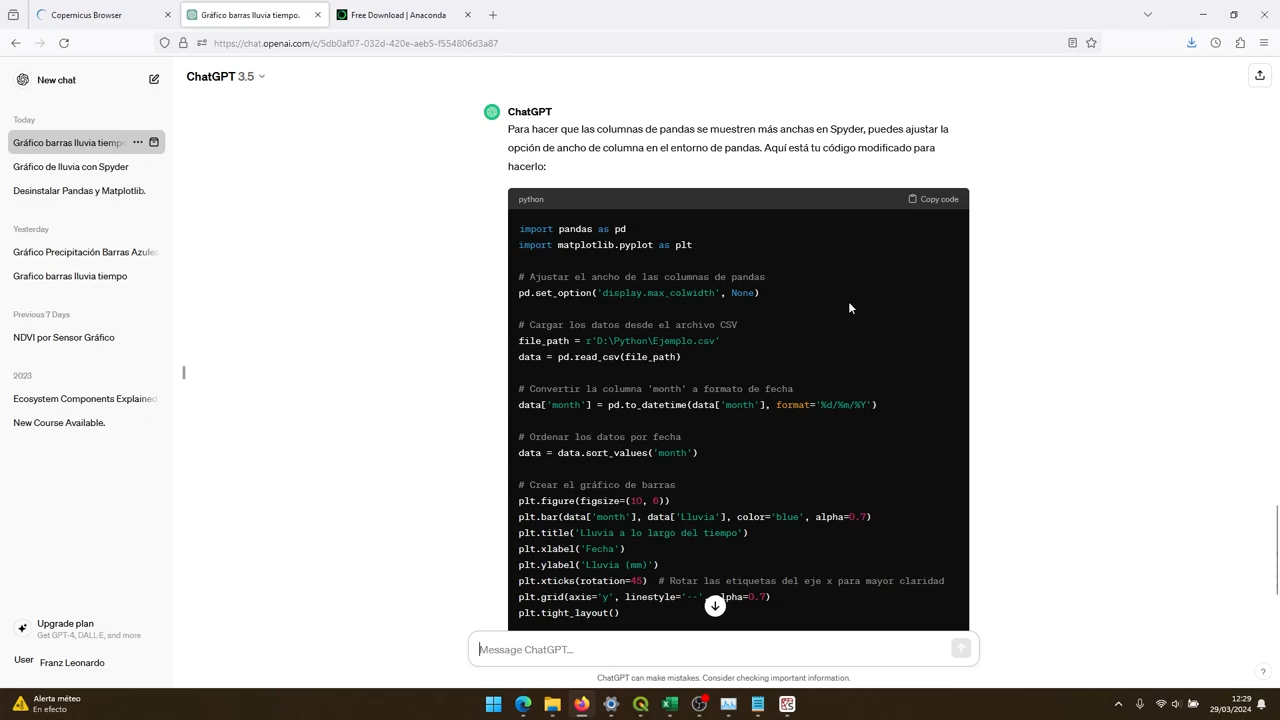 Copernicus Browser
Gráfico barras lluvia tiempo.
Free Download | Anaconda
https://chat.openai.com/c/5db0af07-032d-420e-aeb5-f554806d3a87
New chat
ChatGPT 3.5
Today
Gráfico barras lluvia tiempo
Gráfico de lluvia con Spyder
Desinstalar Pandas y Matplotlib.
Yesterday
Gráfico Precipitación Barras Azules
Grafico barras lluvia tiempo
Previous 7 Days
NDVI por Sensor Gráfico
2023
Ecosystem Components Explained
New Course Available.
Upgrade plan
Get GPT-4, DALL·E, and more
User Franz Leonardo
ChatGPT
Para hacer que las columnas de pandas se muestren más anchas en Spyder, puedes ajustar la
opción de ancho de columna en el entorno de pandas. Aquí está tu código modificado para
hacerlo:
python
Copy code
import pandas as pd
import matplotlib.pyplot as plt
# Ajustar el ancho de las columnas de pandas
pd.set_option('display.max_colwidth', None)
# Cargar los datos desde el archivo CSV
file_path = r'D:\Python\Ejemplo.csv'
data = pd.read_csv(file_path)
# Convertir la columna 'month' a formato de fecha
data['month'] = pd.to_datetime(data['month'], format='%d/%m/%Y')
# Ordenar los datos por fecha
data = data.sort_values('month')
# Crear el gráfico de barras
plt.figure(figsize=(10, 6))
plt.bar(data['month'], data['Lluvia'], color='blue', alpha=0.7)
plt.title('Lluvia a lo largo del tiempo')
plt.xlabel('Fecha')
plt.ylabel('Lluvia (mm)')
plt.xticks(rotation=45)  # Rotar las etiquetas del eje x para mayor claridad
plt.grid(axis='y', linestyle='--', alpha=0.7)
plt.tight_layout()
Message ChatGPT...
ChatGPT can make mistakes. Consider checking important information.
?
Alerta méteo
En efecto
12:29
29/03/2024